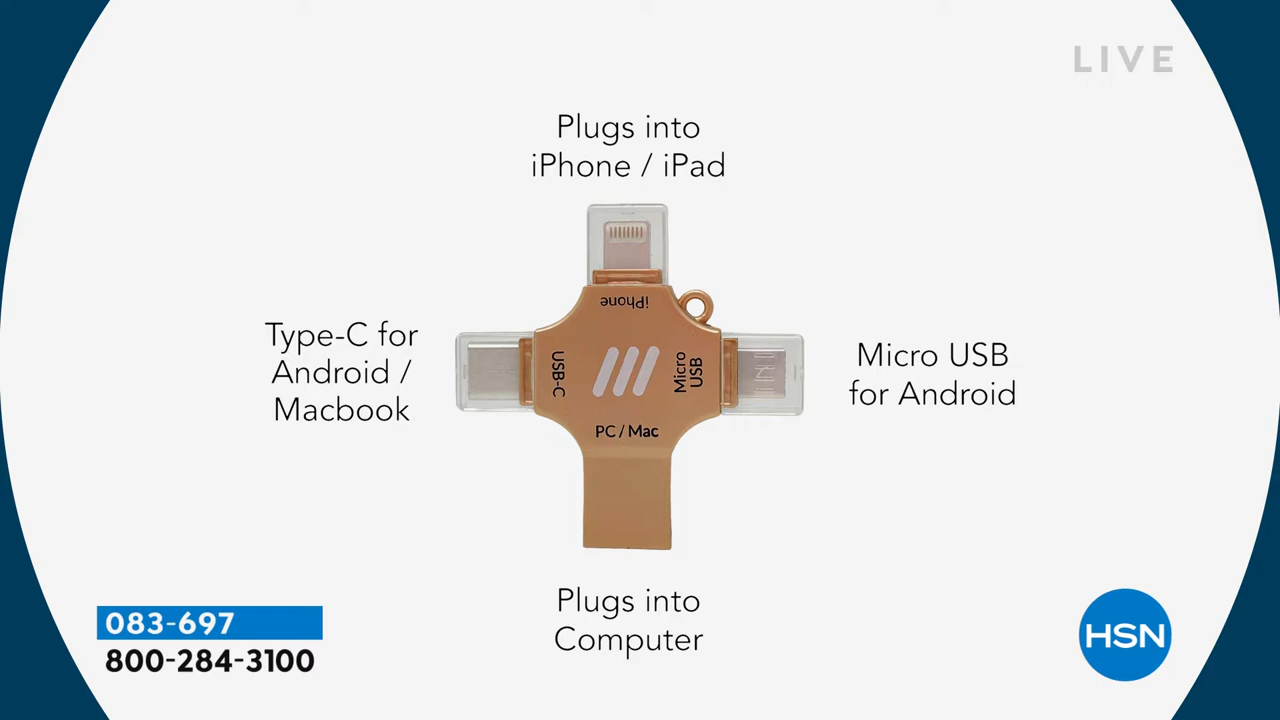 LIVE
Plugs into
iPhone / iPad
iPhone
Type-C for
Android /
Macbook
USB-C
Micro
USB
Micro USB
for Android
PC / Mac
Plugs into
Computer
083-697
800-284-3100
HSN